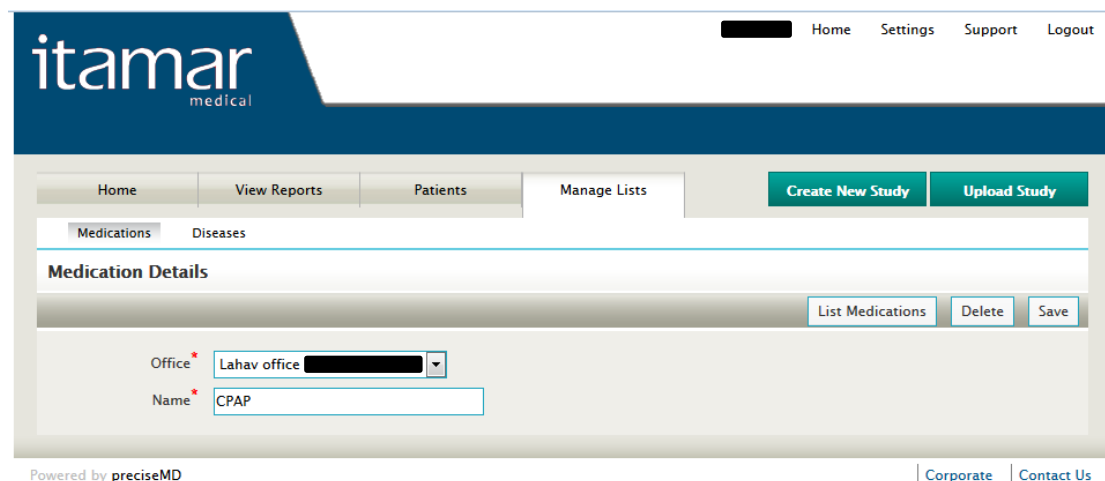 itamar
medical
Home Settings Support Logout
Home View Reports Patients Manage Lists Create New Study Upload Study
Medications Diseases
Medication Details
List Medications Delete Save
Office* Lahav office
Name* CPAP
Powered by preciseMD Corporate Contact Us